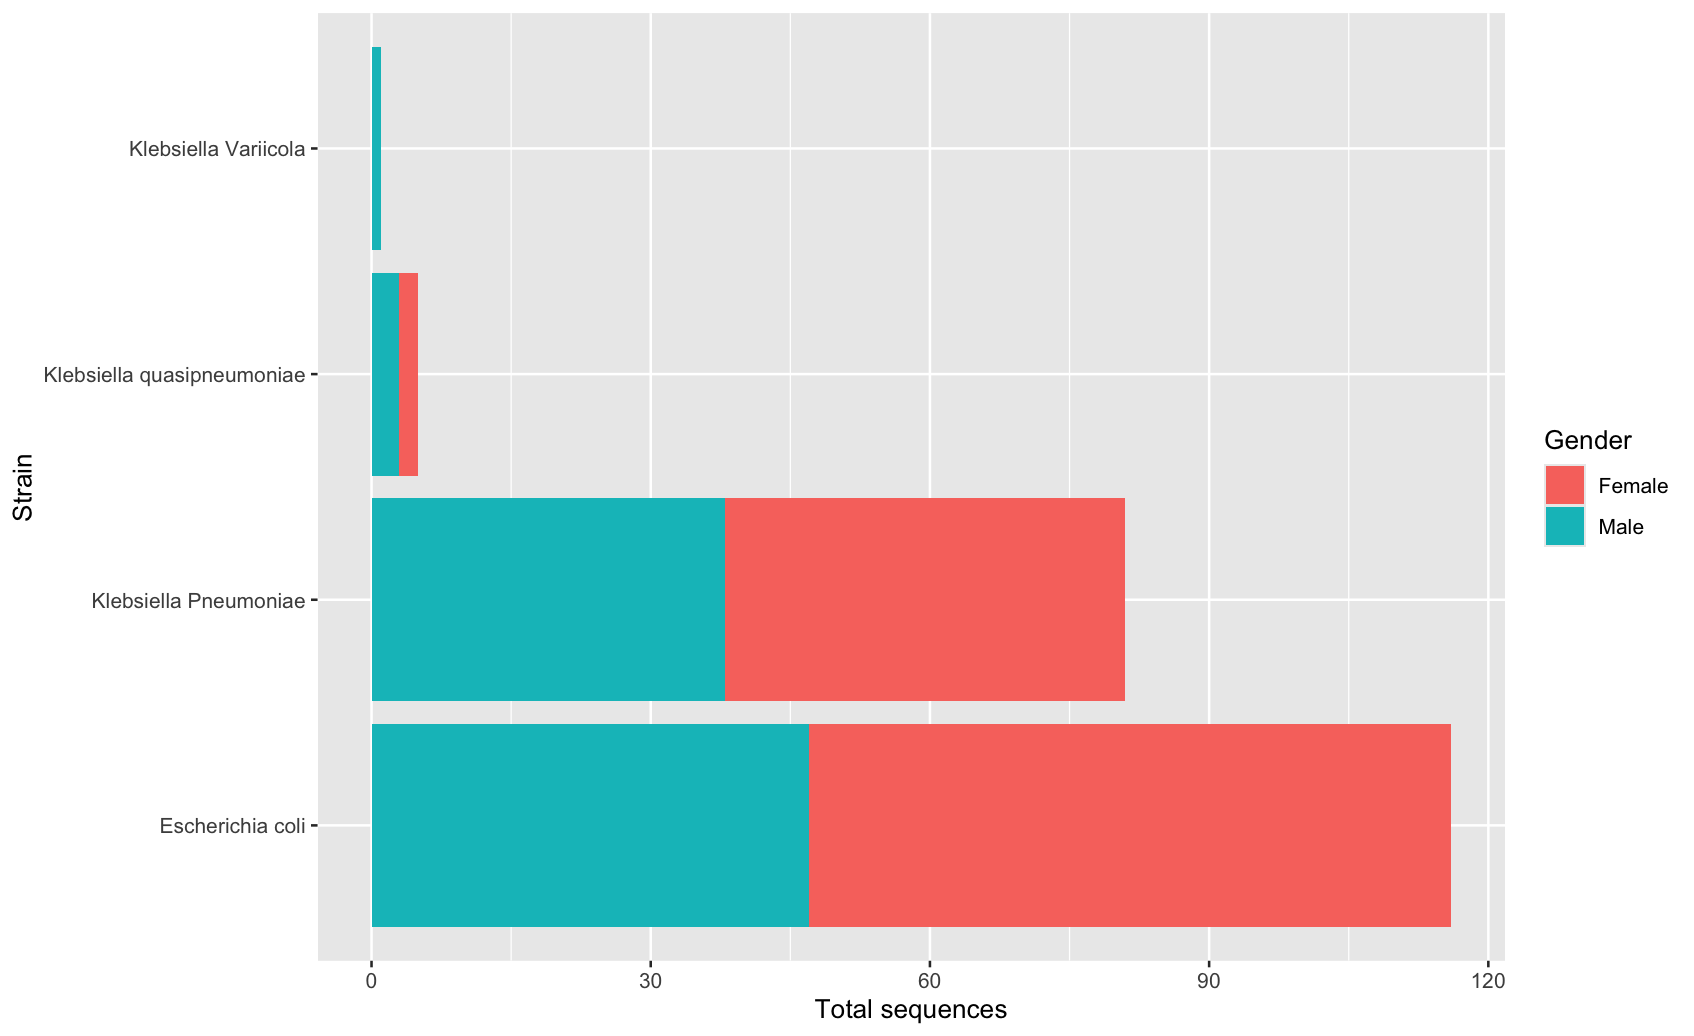 Klebsiella Variicola
Klebsiella quasipneumoniae
Klebsiella Pneumoniae
Escherichia coli
Strain
0 30 60 90 120
Total sequences
Gender
Female
Male